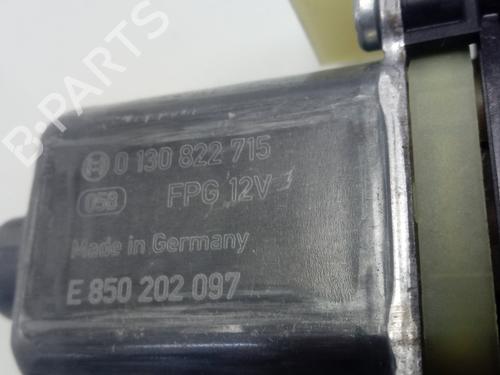 0 130 822 715
058 FPG 12V
Made in Germany
E 850 202 097
B-PARTS